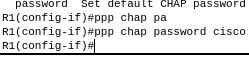 password  Set default CHAP password
R1(config-if)#ppp chap pa
R1(config-if)#ppp chap password cisco
R1(config-if)#